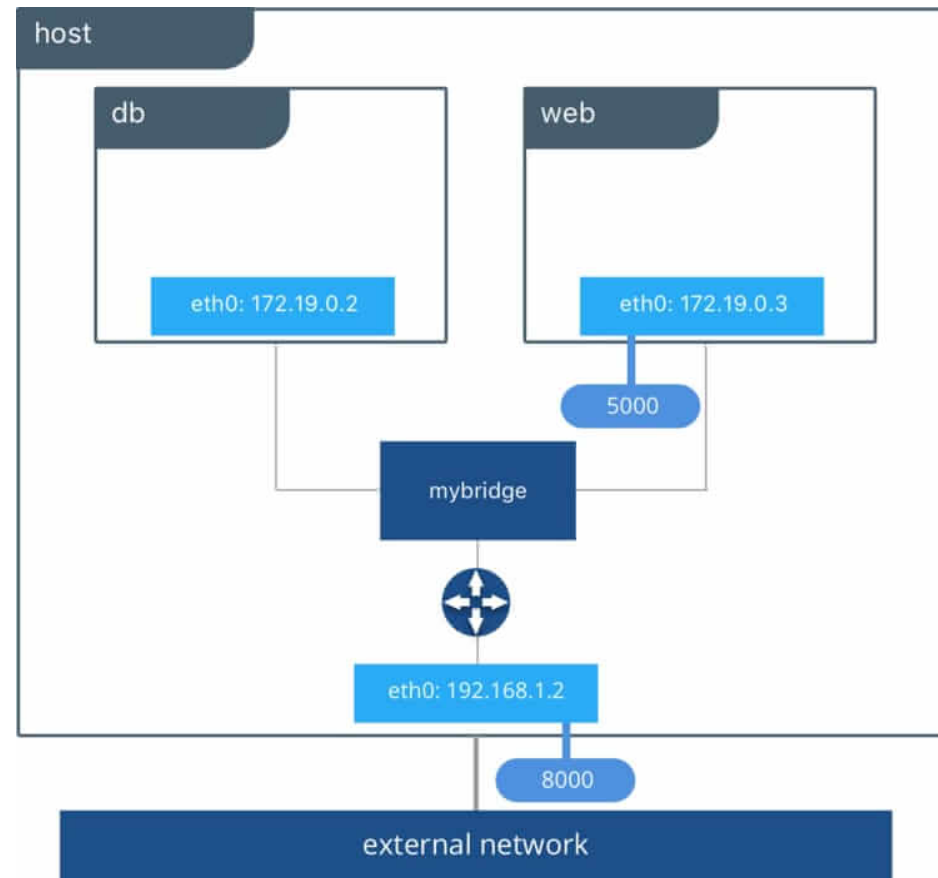 host
db
web
eth0: 172.19.0.2
eth0: 172.19.0.3
5000
mybridge
eth0: 192.168.1.2
8000
external network